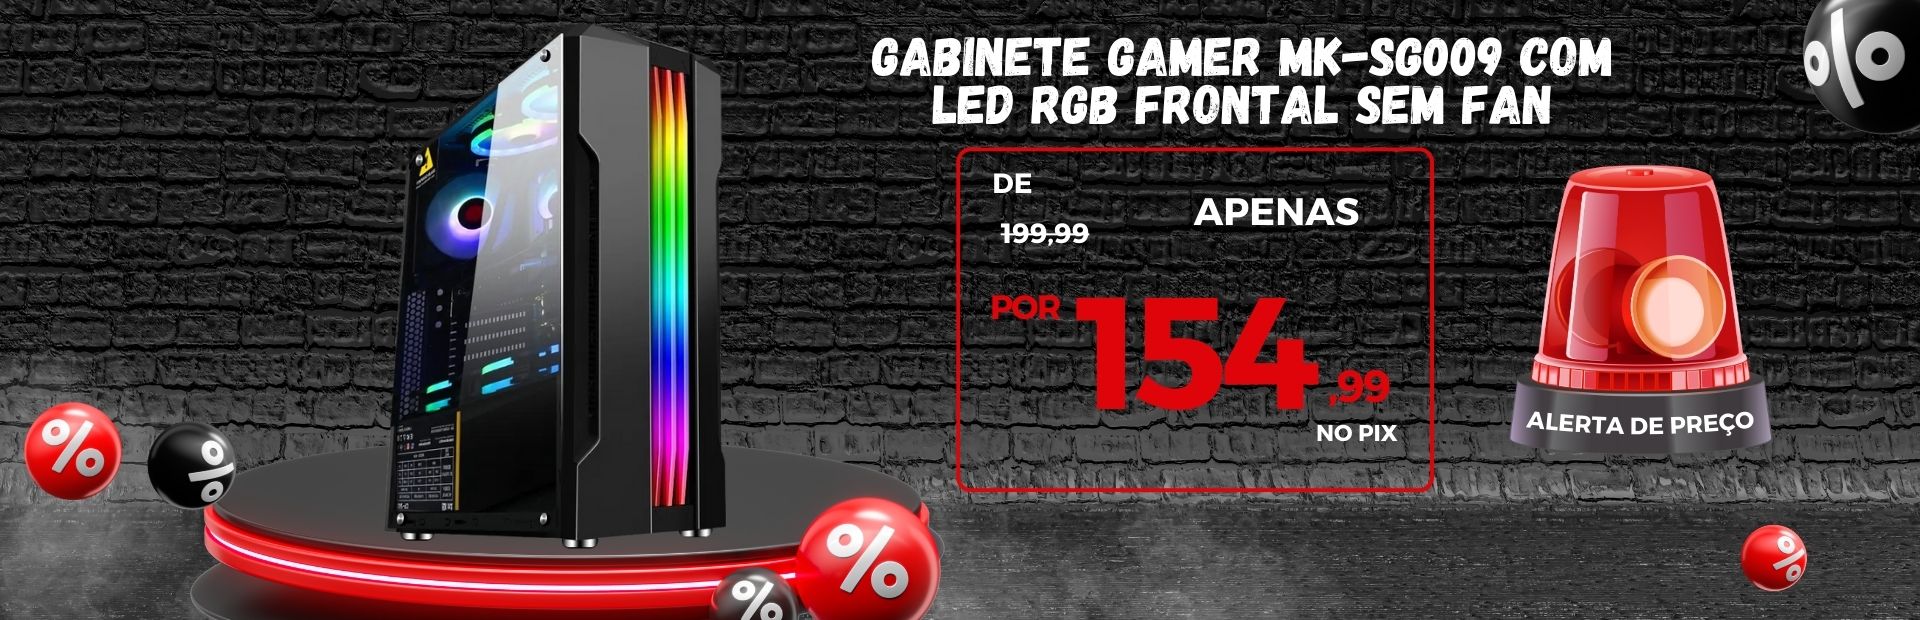 GABINETE GAMER MK-SG009 COM
LED RGB FRONTAL SEM FAN
DE
199,99
APENAS
POR 154,99
NO PIX
ALERTA DE PREÇO
%
%
%
%
%
%